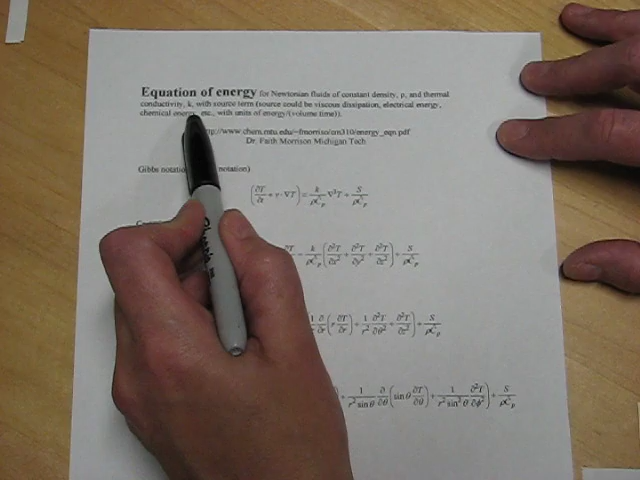 Equation of energy for Newtonian fluids of constant density, ρ, and thermal
conductivity, k, with source term (source could be viscous dissipation, electrical energy,
chemical energy, etc., with units of energy/(volume time)).
http://www.chem.mtu.edu/~fmorriso/cm310/energy_eqn.pdf
Dr. Faith Morrison Michigan Tech
Gibbs notation)
(∂T/∂t + v · ∇T) = k/ρĈp ∇²T + S/ρĈp
∂T = k/ρĈp (∂²T/∂x² + ∂²T/∂y² + ∂²T/∂z²) + S/ρĈp
1/r ∂/∂r (r ∂T/∂r) + 1/r² ∂²T/∂θ² + ∂²T/∂z²) + S/ρĈp
) + 1/r² sin θ ∂/∂θ (sin θ ∂T/∂θ) + 1/r² sin² θ ∂²T/∂φ²) + S/ρĈp
Sharpie